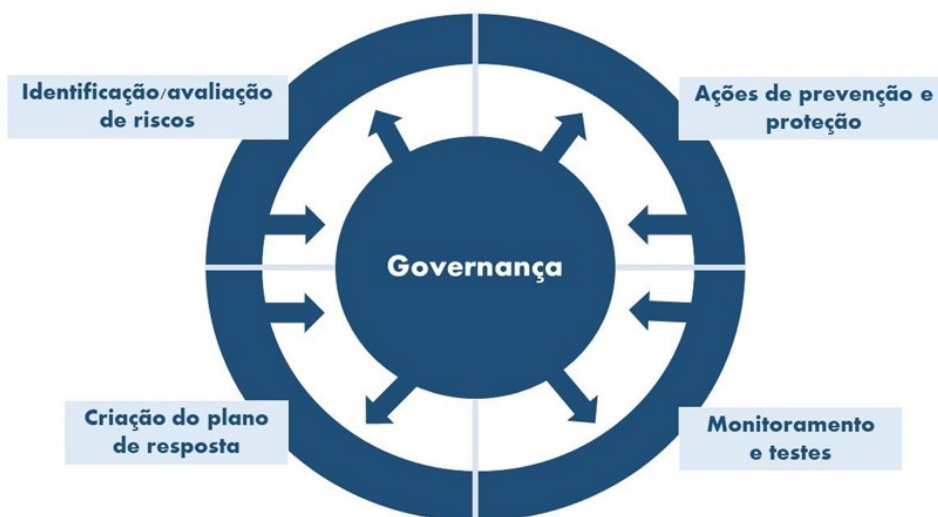 Identificação/avaliação
de riscos
Ações de prevenção e
proteção
Governança
Criação do plano
de resposta
Monitoramento
e testes